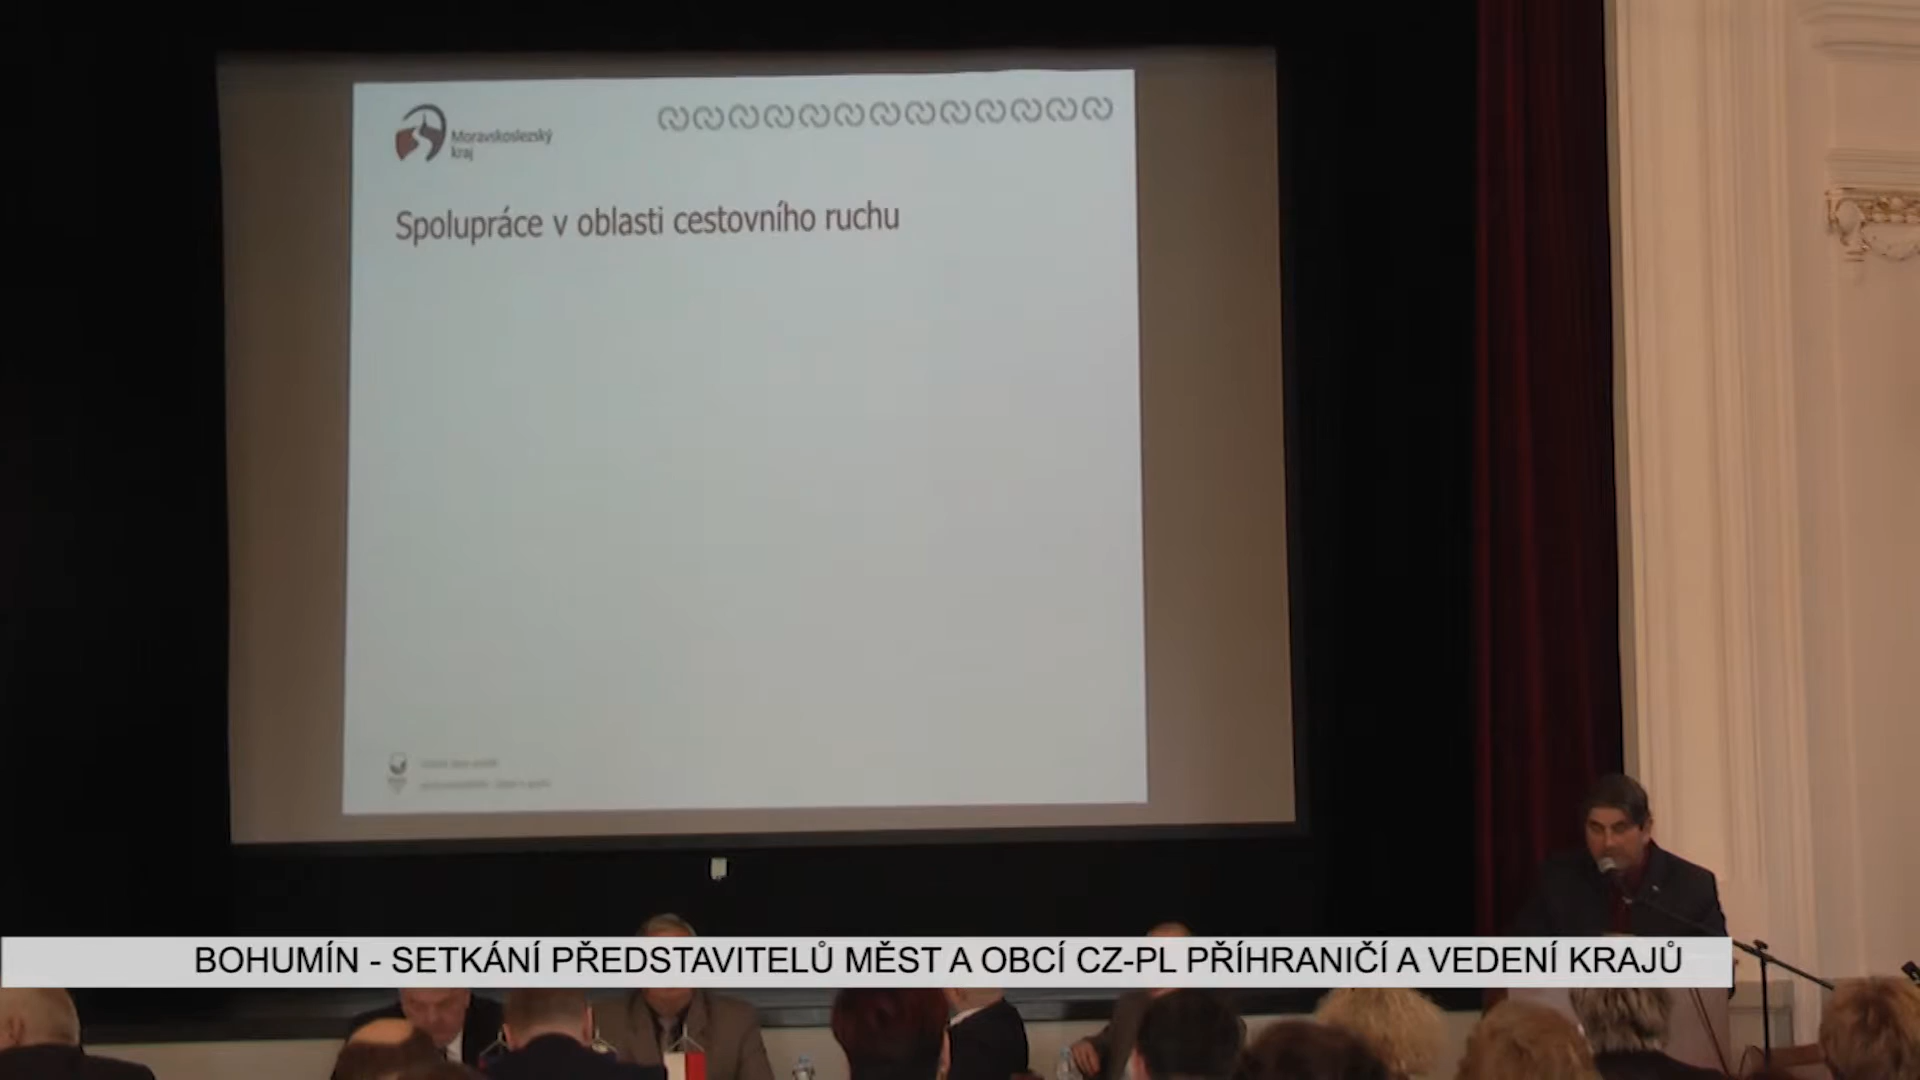 Moravskoslezský
kraj
Spolupráce v oblasti cestovního ruchu
BOHUMÍN - SETKÁNÍ PŘEDSTAVITELŮ MĚST A OBCÍ CZ-PL PŘÍHRANIČÍ A VEDENÍ KRAJŮ